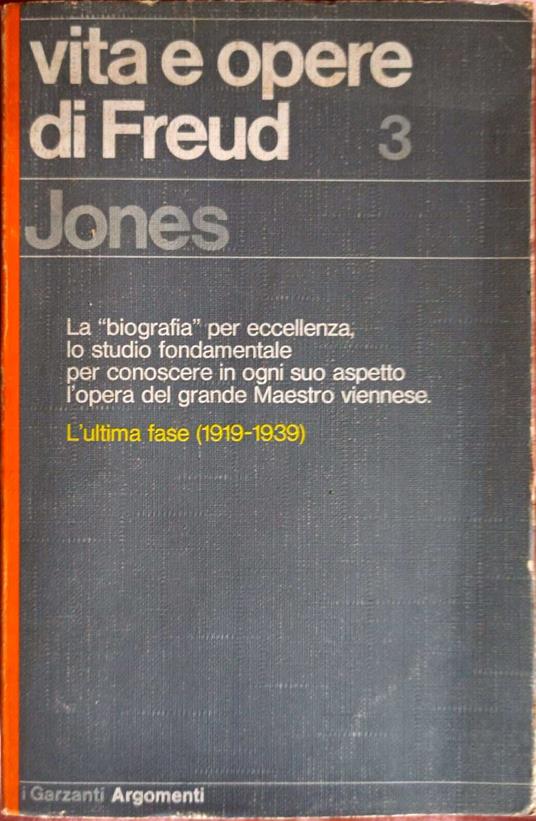 vita e opere
di Freud 3
Jones
La "biografia" per eccellenza,
lo studio fondamentale
per conoscere in ogni suo aspetto
l'opera del grande Maestro viennese.
L'ultima fase (1919-1939)
i Garzanti Argomenti